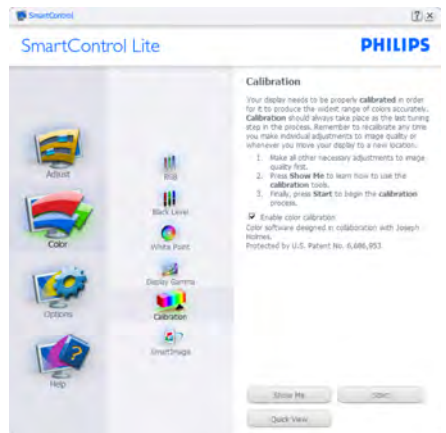 SmartControl
SmartControl Lite
PHILIPS
Adjust
Color
Options
Help
RGB
Black Level
White Point
Display Gamma
Calibration
SmartImage
Calibration
Your display needs to be properly calibrated in order
for it to produce the widest range of colors accurately.
Calibration should always take place as the last tuning
step in the process. Remember to recalibrate any time
you make individual adjustments to image quality or
whenever you move your display to a new location.
1. Make all other necessary adjustments to image
quality first.
2. Press Show Me to learn how to use the
calibration tools.
3. Finally, press Start to begin the calibration
process.
Enable color calibration
Color software designed in collaboration with Joseph
Holmes.
Protected by U.S. Patent No. 6,686,953
Show Me
Start
Quick View